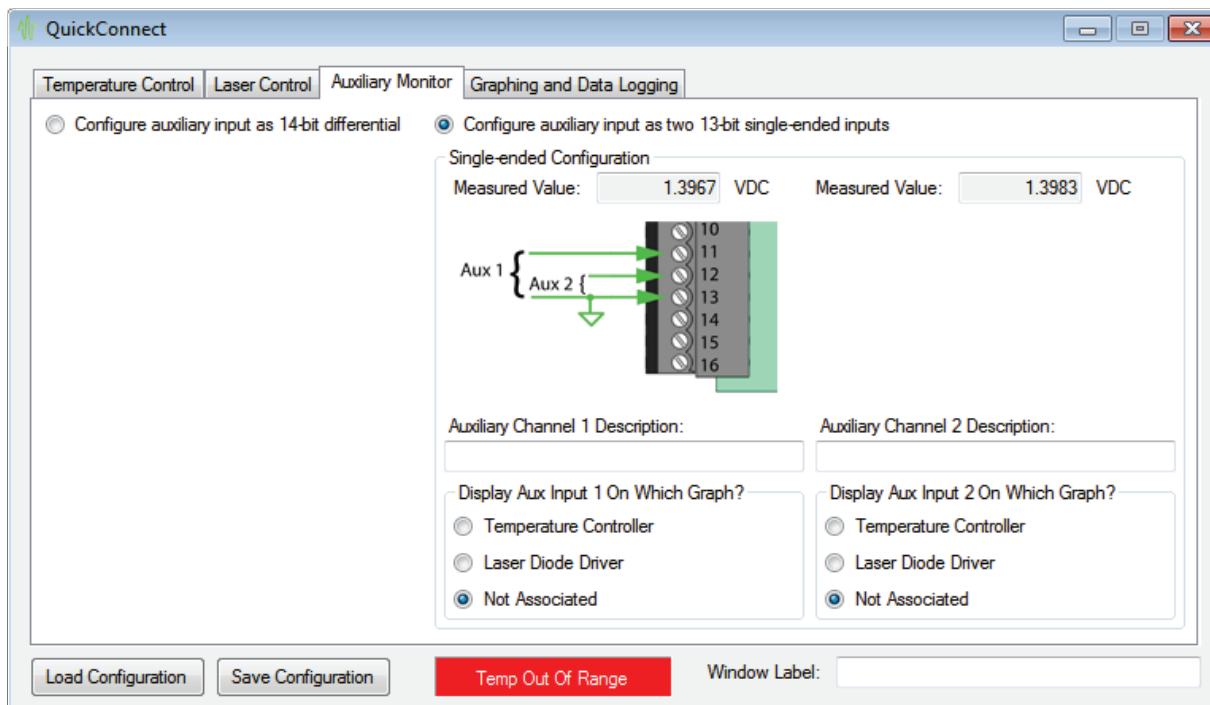 QuickConnect
Temperature Control Laser Control Auxiliary Monitor Graphing and Data Logging
Configure auxiliary input as 14-bit differential Configure auxiliary input as two 13-bit single-ended inputs
Single-ended Configuration
Measured Value: 1.3967 VDC Measured Value: 1.3983 VDC
10
11
Aux 1 12
Aux 2 13
14
15
16
Auxiliary Channel 1 Description: Auxiliary Channel 2 Description:
Display Aux Input 1 On Which Graph? Display Aux Input 2 On Which Graph?
Temperature Controller Temperature Controller
Laser Diode Driver Laser Diode Driver
Not Associated Not Associated
Load Configuration Save Configuration Temp Out Of Range Window Label: